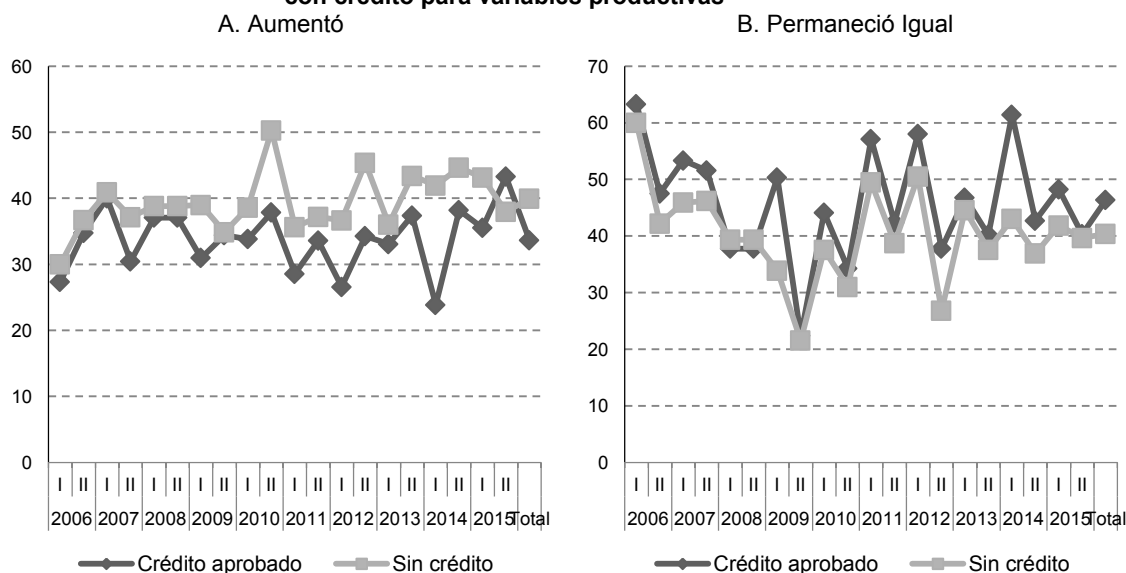 con crédito para variables productivas
A. Aumentó
B. Permaneció Igual
60
50
40
30
20
10
0
I II I II I II I II I II I II I II I II I II I II
2006 2007 2008 2009 2010 2011 2012 2013 2014 2015 Total
Crédito aprobado Sin crédito
70
60
50
40
30
20
10
0
I II I II I II I II I II I II I II I II I II I II
2006 2007 2008 2009 2010 2011 2012 2013 2014 2015 Total
Crédito aprobado Sin crédito